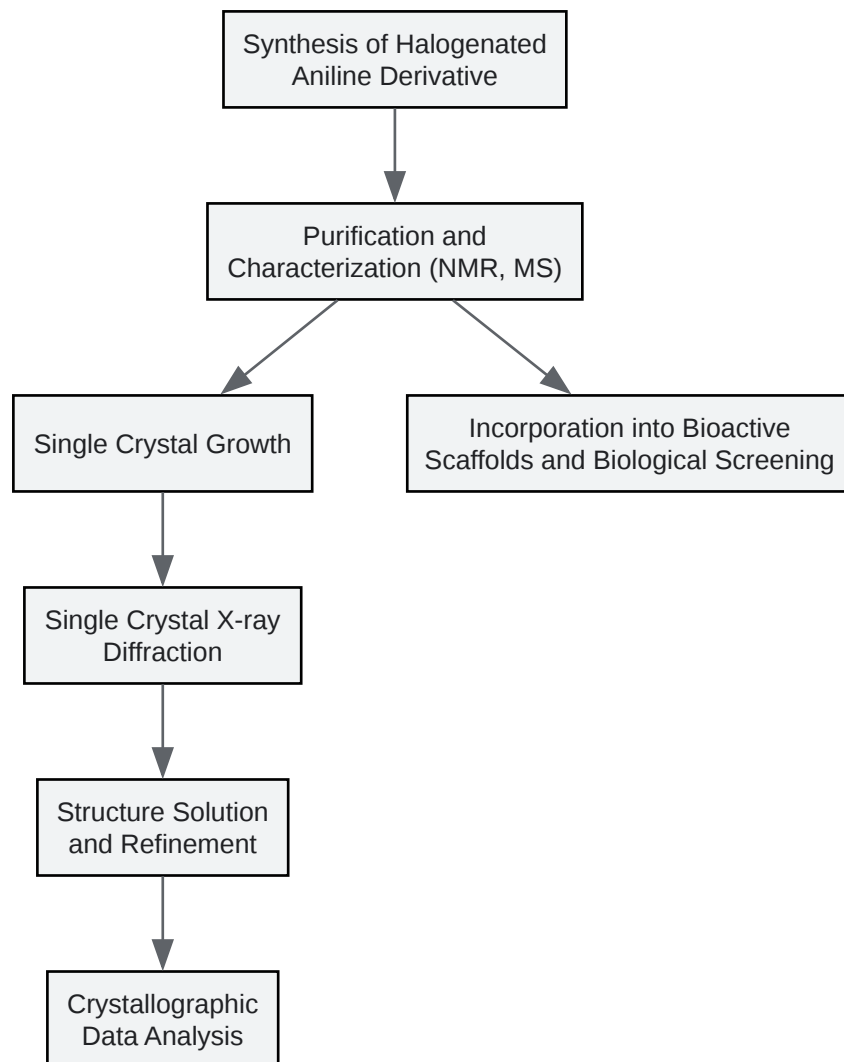 Synthesis of Halogenated
Aniline Derivative
Purification and
Characterization (NMR, MS)
Single Crystal Growth
Incorporation into Bioactive
Scaffolds and Biological Screening
Single Crystal X-ray
Diffraction
Structure Solution
and Refinement
Crystallographic
Data Analysis